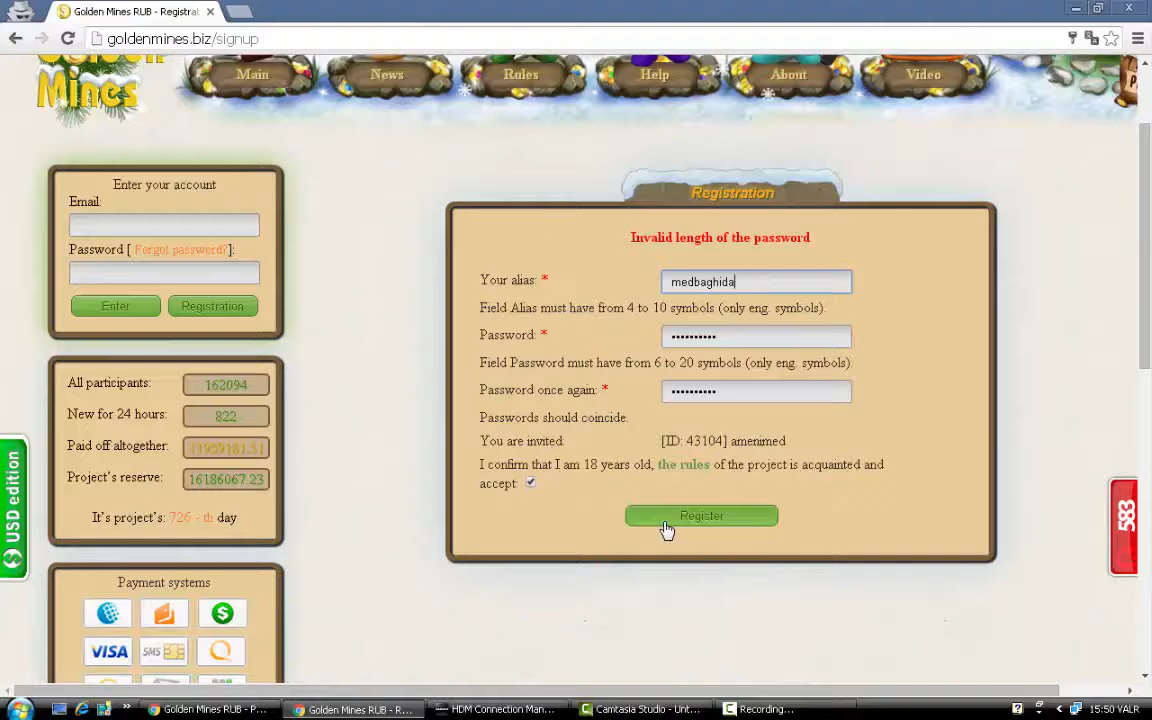 Golden Mines RUB - Registrat
goldenmines.biz/signup
Golden
Mines
Main
News
Rules
Help
About
Video
Enter your account
Email:
Password [ Forgot password? ]:
Enter
Registration
All participants:
162094
New for 24 hours:
822
Paid off altogether:
11959181.51
Project's reserve:
16186067.23
It's project's: 726 - th day
Payment systems
VISA
SMS
Registration
Invalid length of the password
Your alias: *
medbaghida
Field Alias must have from 4 to 10 symbols (only eng. symbols).
Password: *
••••••••••
Field Password must have from 6 to 20 symbols (only eng. symbols).
Password once again: *
••••••••••
Passwords should coincide.
You are invited:
[ID: 43104] amenimed
I confirm that I am 18 years old, the rules of the project is acquainted and
accept:
Register
USD edition
583
Golden Mines RUB - P...
Golden Mines RUB - R...
HDM Connection Man...
Camtasia Studio - Unt...
Recording...
15:50 VALR